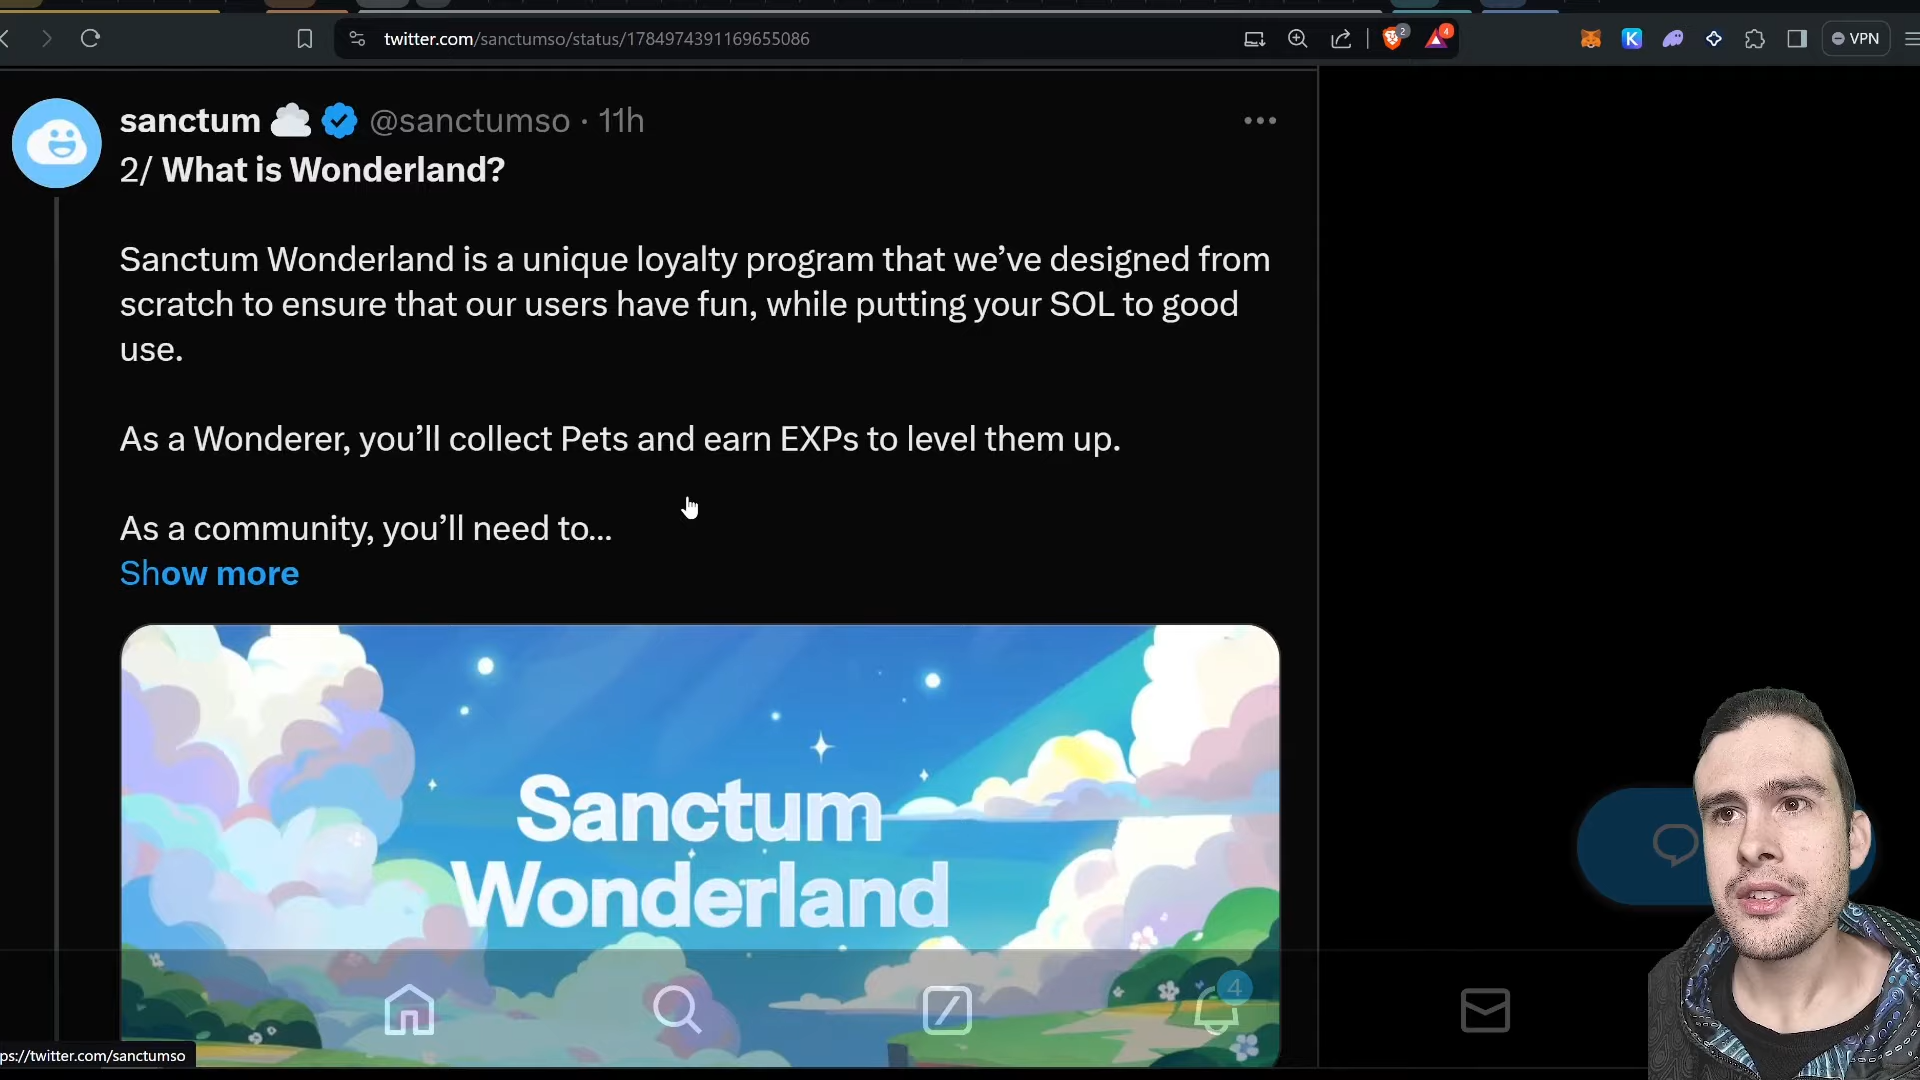 twitter.com/sanctumso/status/1784974391169655086
2
4
VPN
sanctum @sanctumso · 11h
2/ What is Wonderland?
Sanctum Wonderland is a unique loyalty program that we’ve designed from
scratch to ensure that our users have fun, while putting your SOL to good
use.
As a Wonderer, you’ll collect Pets and earn EXPs to level them up.
As a community, you’ll need to...
Show more
Sanctum
Wonderland
4
ps://twitter.com/sanctumso